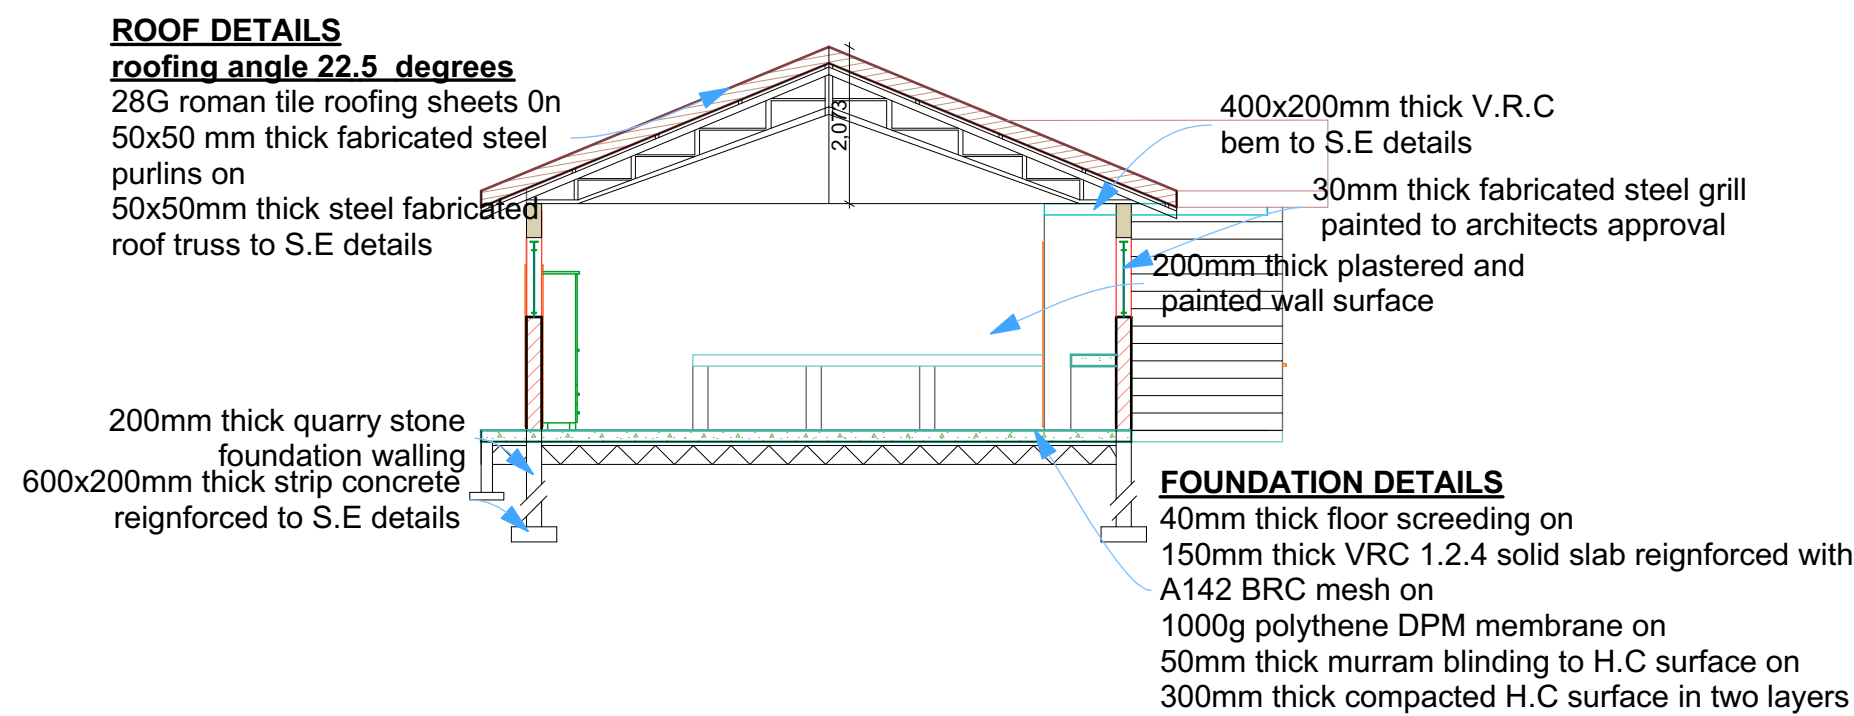 ROOF DETAILS
roofing angle 22.5 degrees
28G roman tile roofing sheets 0n
50x50 mm thick fabricated steel
purlins on
50x50mm thick steel fabricated
roof truss to S.E details
2,073
400x200mm thick V.R.C
bem to S.E details
30mm thick fabricated steel grill
painted to architects approval
200mm thick plastered and
painted wall surface
200mm thick quarry stone
foundation walling
600x200mm thick strip concrete
reignforced to S.E details
FOUNDATION DETAILS
40mm thick floor screeding on
150mm thick VRC 1.2.4 solid slab reignforced with
A142 BRC mesh on
1000g polythene DPM membrane on
50mm thick murram blinding to H.C surface on
300mm thick compacted H.C surface in two layers